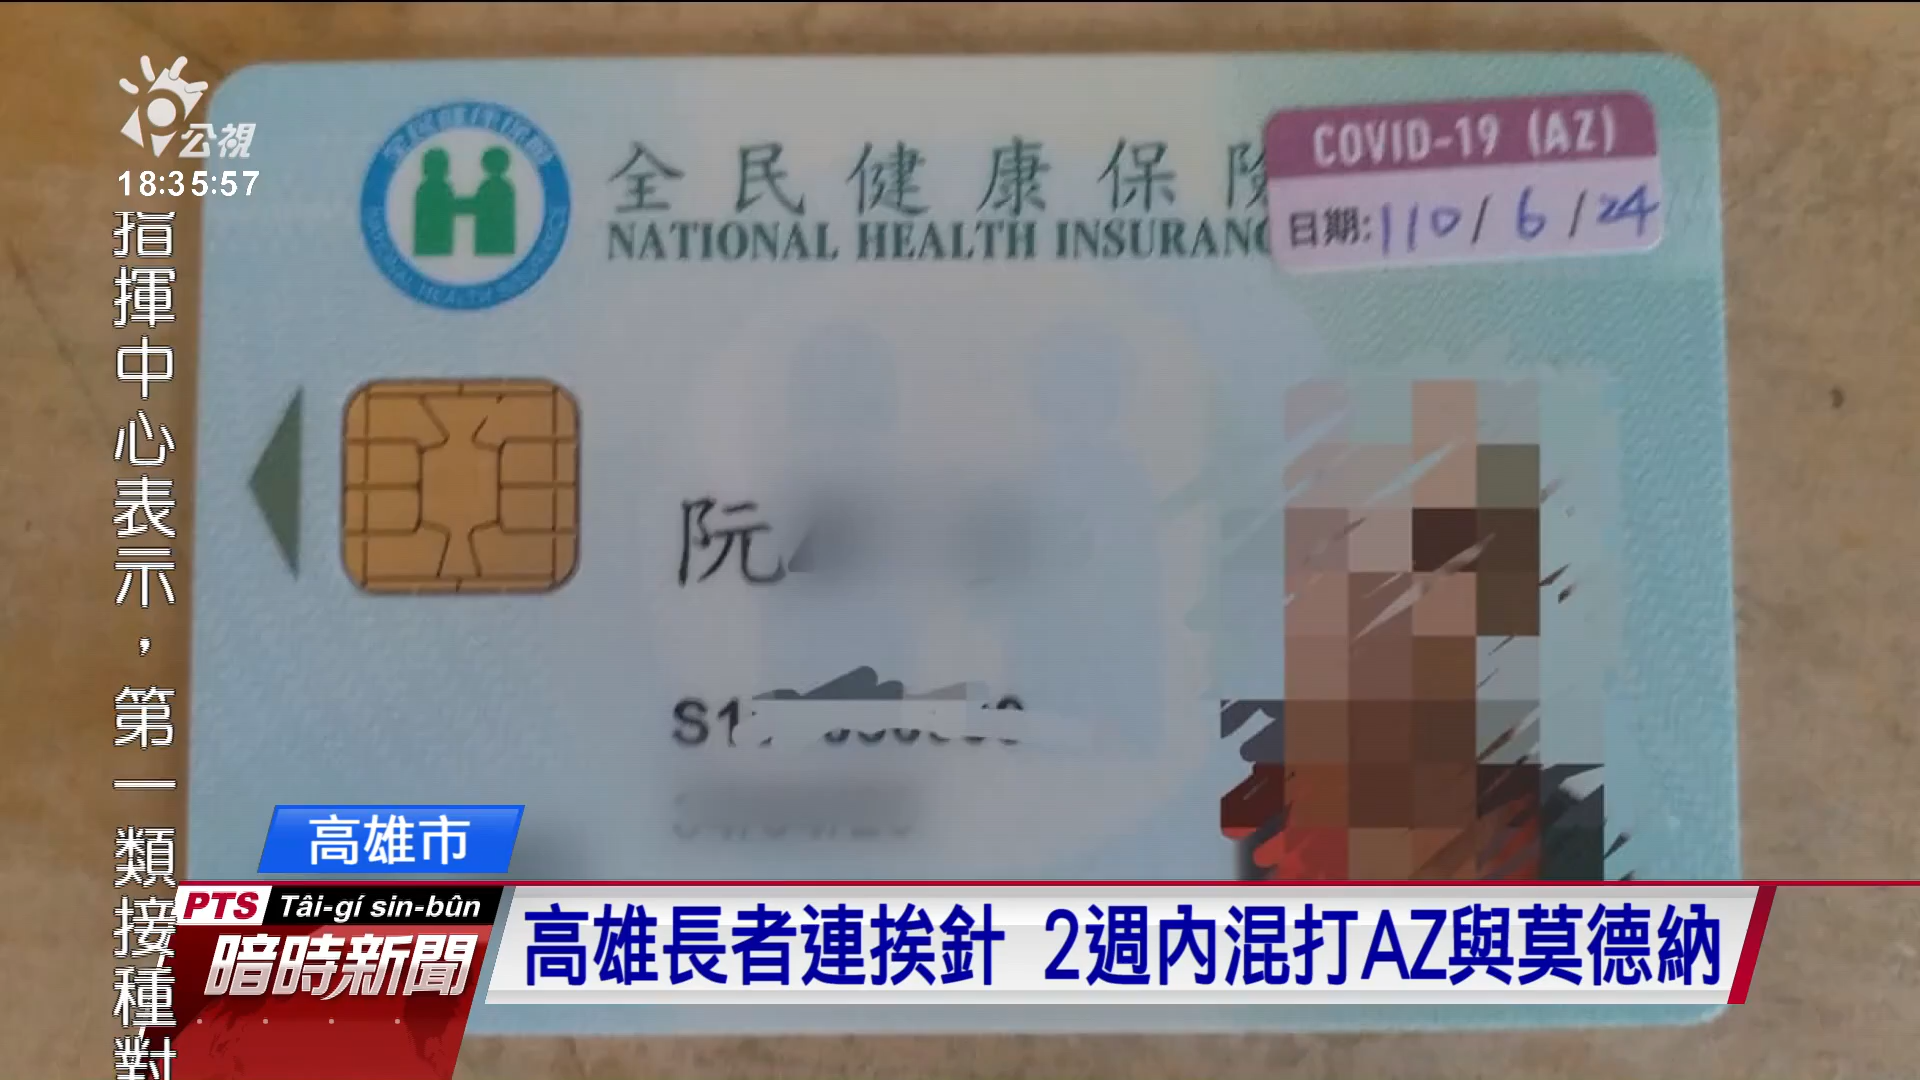 公視
18:35:57
指揮中心表示，第一類接種對
全民健康保險
NATIONAL HEALTH INSURANC
COVID-19 (AZ)
日期:110/6/24
阮
S1
高雄市
PTS Tâi-gí sin-bûn
暗時新聞
高雄長者連挨針 2週內混打AZ與莫德納